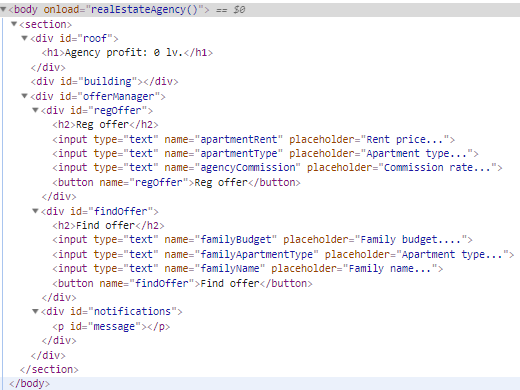 <body onload="realEstateAgency()"> == $0
<section>
<div id="roof">
<h1>Agency profit: 0 lv.</h1>
</div>
<div id="building"></div>
<div id="offerManager">
<div id="regOffer">
<h2>Reg offer</h2>
<input type="text" name="apartmentRent" placeholder="Rent price...">
<input type="text" name="apartmentType" placeholder="Apartment type...">
<input type="text" name="agencyCommission" placeholder="Commission rate...">
<button name="regOffer">Reg offer</button>
</div>
<div id="findOffer">
<h2>Find offer</h2>
<input type="text" name="familyBudget" placeholder="Family budget....">
<input type="text" name="familyApartmentType" placeholder="Apartment type...">
<input type="text" name="familyName" placeholder="Family name...">
<button name="findOffer">Find offer</button>
</div>
<div id="notifications">
<p id="message"></p>
</div>
</div>
</section>
</body>